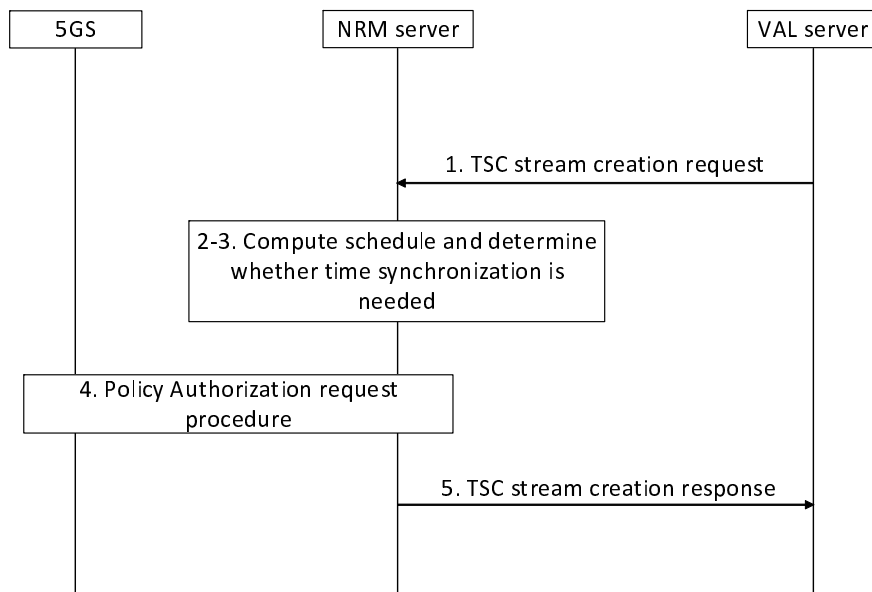 5GS
NRM server
VAL server
1. TSC stream creation request
2-3. Compute schedule and determine
whether time synchronization is
needed
4. Policy Authorization request
procedure
5. TSC stream creation response